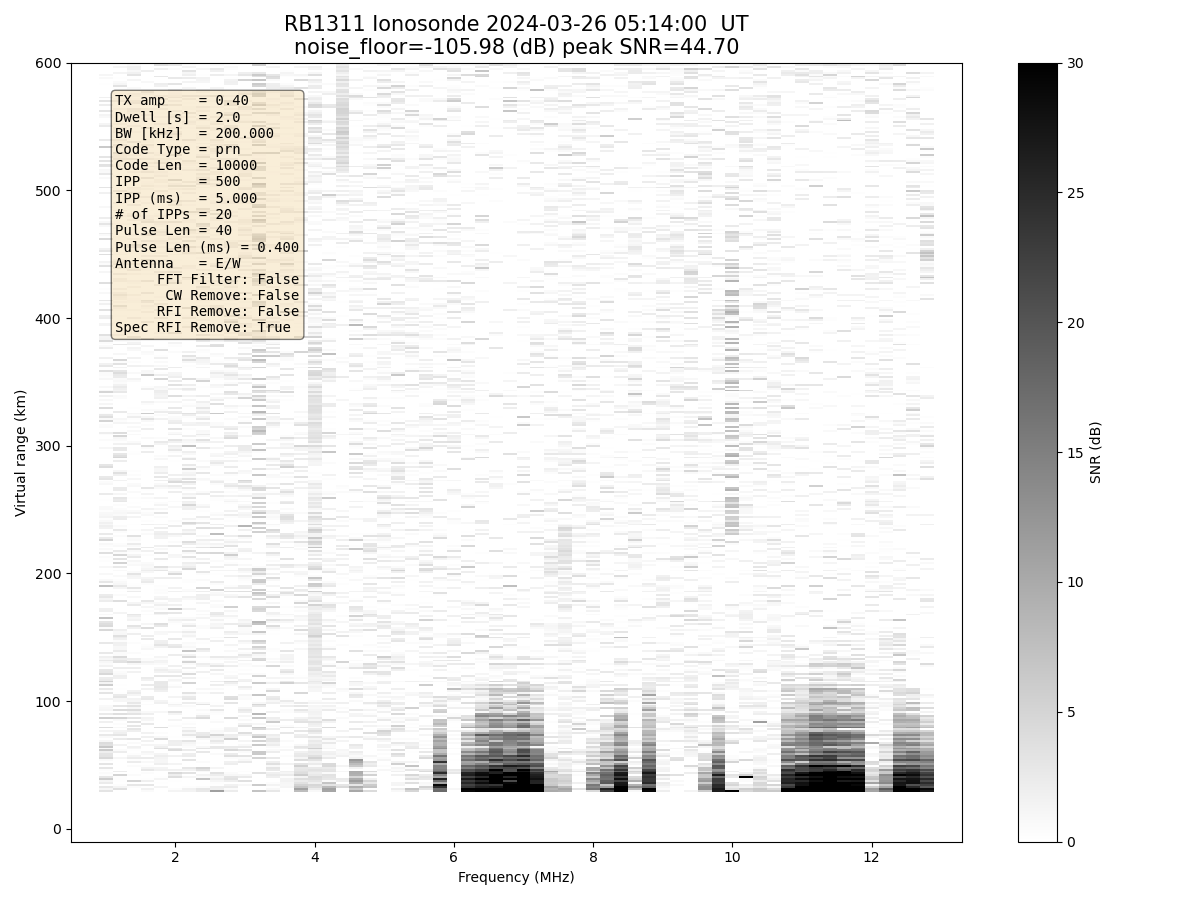 RB1311 Ionosonde 2024-03-26 05:14:00  UT
noise_floor=-105.98 (dB) peak SNR=44.70
TX amp    = 0.40
Dwell [s] = 2.0
BW [kHz]  = 200.000
Code Type = prn
Code Len  = 10000
IPP       = 500
IPP (ms)  = 5.000
# of IPPs = 20
Pulse Len = 40
Pulse Len (ms) = 0.400
Antenna   = E/W
FFT Filter: False
CW Remove: False
RFI Remove: False
Spec RFI Remove: True
600
500
400
300
200
100
0
Virtual range (km)
2
4
6
8
10
12
Frequency (MHz)
30
25
20
15
10
5
0
SNR (dB)